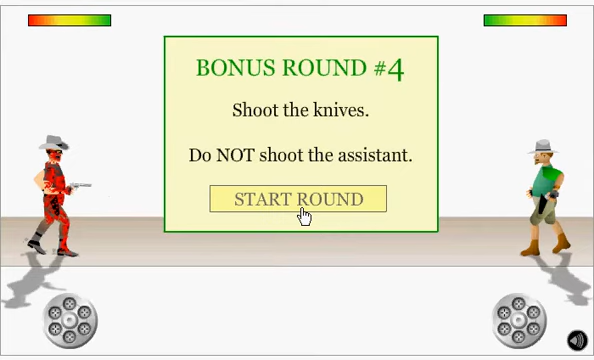 BONUS ROUND #4
Shoot the knives.
Do NOT shoot the assistant.
START ROUND